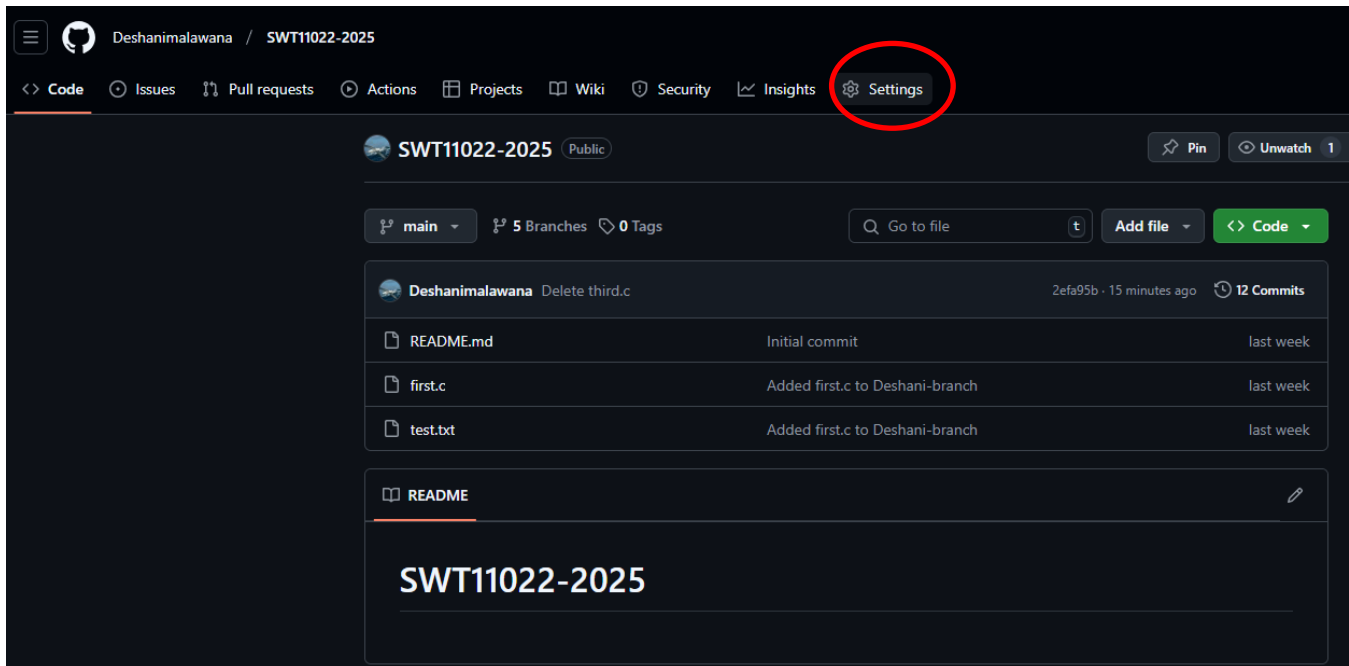 Deshanimalawana / SWT11022-2025
Code Issues Pull requests Actions Projects Wiki Security Insights Settings
SWT11022-2025 Public Pin Unwatch 1
main 5 Branches 0 Tags Go to file t Add file Code
Deshanimalawana Delete third.c 2efa95b · 15 minutes ago 12 Commits
README.md Initial commit last week
first.c Added first.c to Deshani-branch last week
test.txt Added first.c to Deshani-branch last week
README
SWT11022-2025